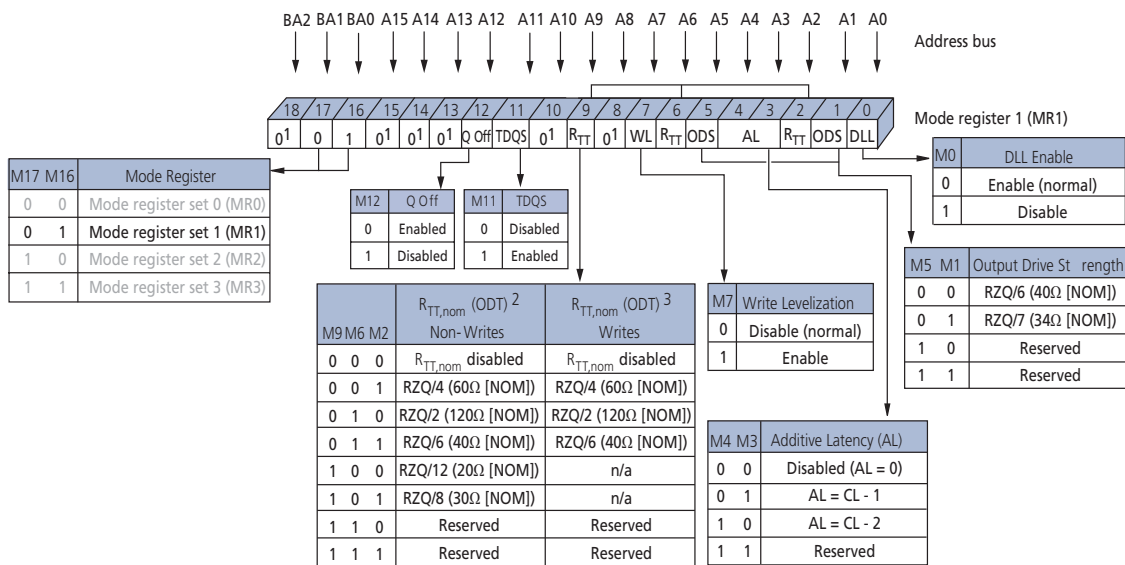 BA2 BA1 BA0 A15 A14 A13 A12 A11 A10 A9 A8 A7 A6 A5 A4 A3 A2 A1 A0
Address bus
18 17 16 15 14 13 12 11 10 9 8 7 6 5 4 3 2 1 0
0¹ 0 1 0¹ 0¹ 0¹ Q Off TDQS 0¹ RTT 0¹ WL RTT ODS AL RTT ODS DLL
Mode register 1 (MR1)
M17 M16 Mode Register
0 0 Mode register set 0 (MR0)
0 1 Mode register set 1 (MR1)
1 0 Mode register set 2 (MR2)
1 1 Mode register set 3 (MR3)
M12 Q Off
0 Enabled
1 Disabled
M11 TDQS
0 Disabled
1 Enabled
M0 DLL Enable
0 Enable (normal)
1 Disable
M5 M1 Output Drive St rength
0 0 RZQ/6 (40Ω [NOM])
0 1 RZQ/7 (34Ω [NOM])
1 0 Reserved
1 1 Reserved
M7 Write Levelization
0 Disable (normal)
1 Enable
RTT,nom (ODT) 2 RTT,nom (ODT) 3
M9 M6 M2 Non-Writes Writes
0 0 0 RTT,nom disabled RTT,nom disabled
0 0 1 RZQ/4 (60Ω [NOM]) RZQ/4 (60Ω [NOM])
0 1 0 RZQ/2 (120Ω [NOM]) RZQ/2 (120Ω [NOM])
0 1 1 RZQ/6 (40Ω [NOM]) RZQ/6 (40Ω [NOM])
1 0 0 RZQ/12 (20Ω [NOM]) n/a
1 0 1 RZQ/8 (30Ω [NOM]) n/a
1 1 0 Reserved Reserved
1 1 1 Reserved Reserved
M4 M3 Additive Latency (AL)
0 0 Disabled (AL = 0)
0 1 AL = CL - 1
1 0 AL = CL - 2
1 1 Reserved